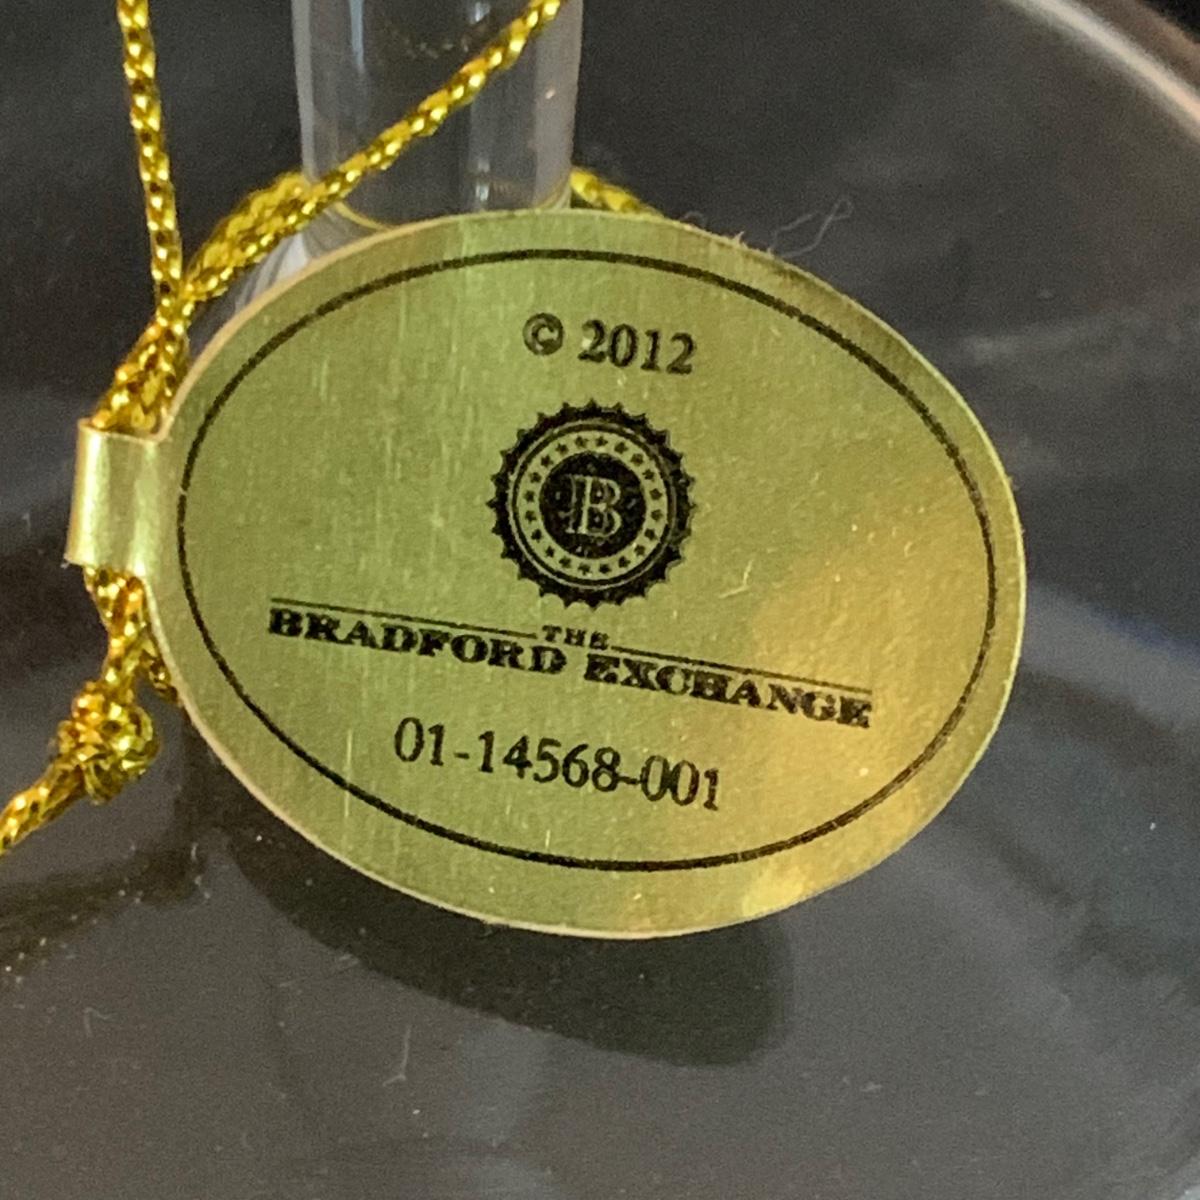 © 2012
B
THE
BRADFORD EXCHANGE
01-14568-001